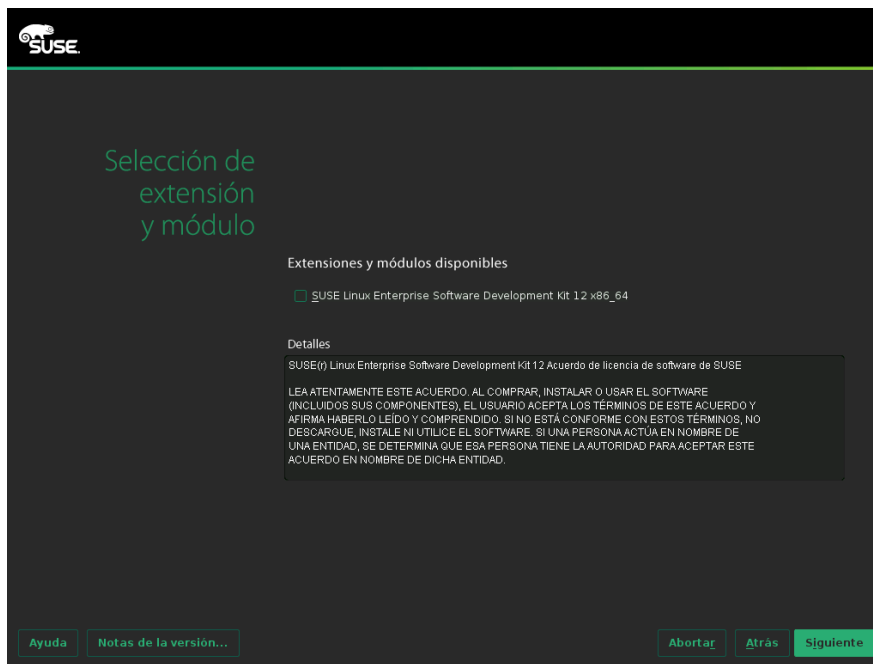 SUSE.
Selección de
extensión
y módulo
Extensiones y módulos disponibles
SUSE Linux Enterprise Software Development Kit 12 x86_64
Detalles
SUSE(r) Linux Enterprise Software Development Kit 12 Acuerdo de licencia de software de SUSE
LEA ATENTAMENTE ESTE ACUERDO. AL COMPRAR, INSTALAR O USAR EL SOFTWARE
(INCLUIDOS SUS COMPONENTES), EL USUARIO ACEPTA LOS TÉRMINOS DE ESTE ACUERDO Y
AFIRMA HABERLO LEÍDO Y COMPRENDIDO. SI NO ESTÁ CONFORME CON ESTOS TÉRMINOS, NO
DESCARGUE, INSTALE NI UTILICE EL SOFTWARE. SI UNA PERSONA ACTÚA EN NOMBRE DE
UNA ENTIDAD, SE DETERMINA QUE ESA PERSONA TIENE LA AUTORIDAD PARA ACEPTAR ESTE
ACUERDO EN NOMBRE DE DICHA ENTIDAD.
Ayuda
Notas de la versión...
Abortar
Atrás
Siguiente